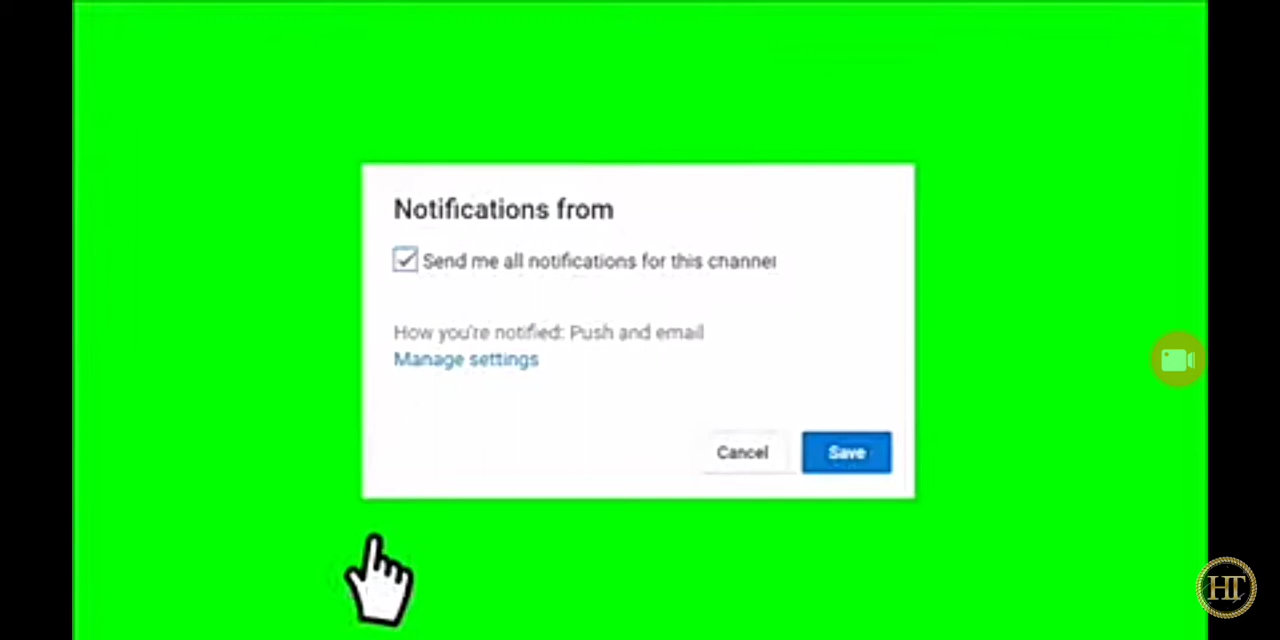 Notifications from
Send me all notifications for this channel
How you're notified: Push and email
Manage settings
Cancel
Save
HT